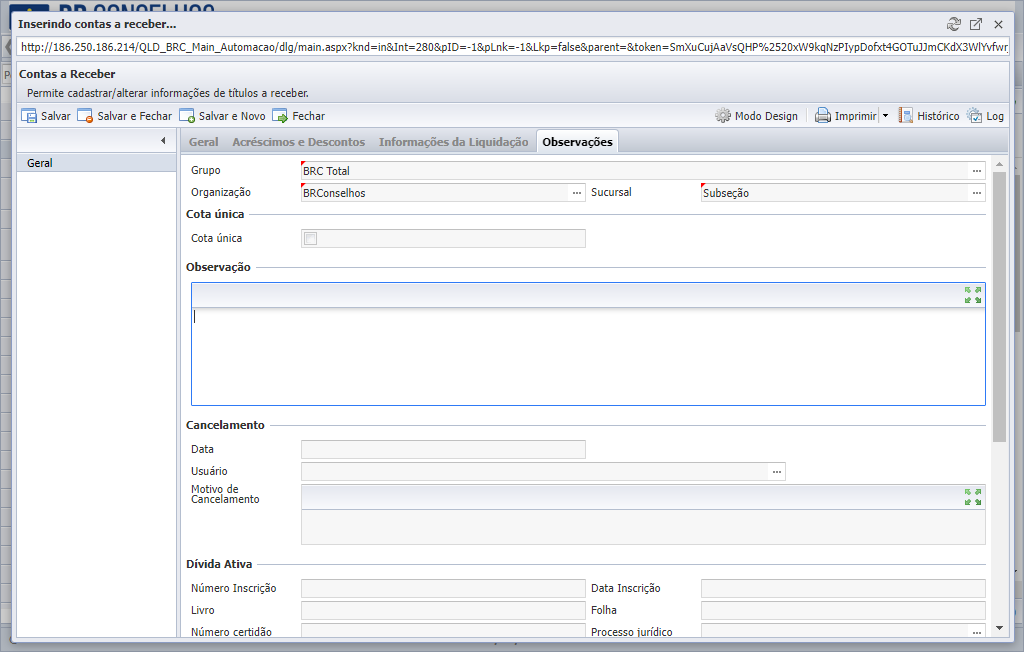 BR CONSELHOS
Inserindo contas a receber...
http://186.250.186.214/QLD_BRC_Main_Automacao/dlg/main.aspx?knd=in&Int=280&pID=-1&pLnk=-1&Lkp=false&parent=&token=SmXuCujAaVsQHP%2520xW9kqNzPIypDofxt4GOTuJJmCKdX3WlYvfwr
Contas a Receber
Permite cadastrar/alterar informações de títulos a receber.
Salvar Salvar e Fechar Salvar e Novo Fechar Modo Design Imprimir Histórico Log
Geral Acréscimos e Descontos Informações da Liquidação Observações
Geral
Grupo BRC Total ...
Organização BRConselhos ... Sucursal Subseção ...
Cota única
Cota única
Observação
Cancelamento
Data
Usuário ...
Motivo de
Cancelamento
Dívida Ativa
Número Inscrição Data Inscrição
Livro Folha
Número certidão Processo jurídico ...